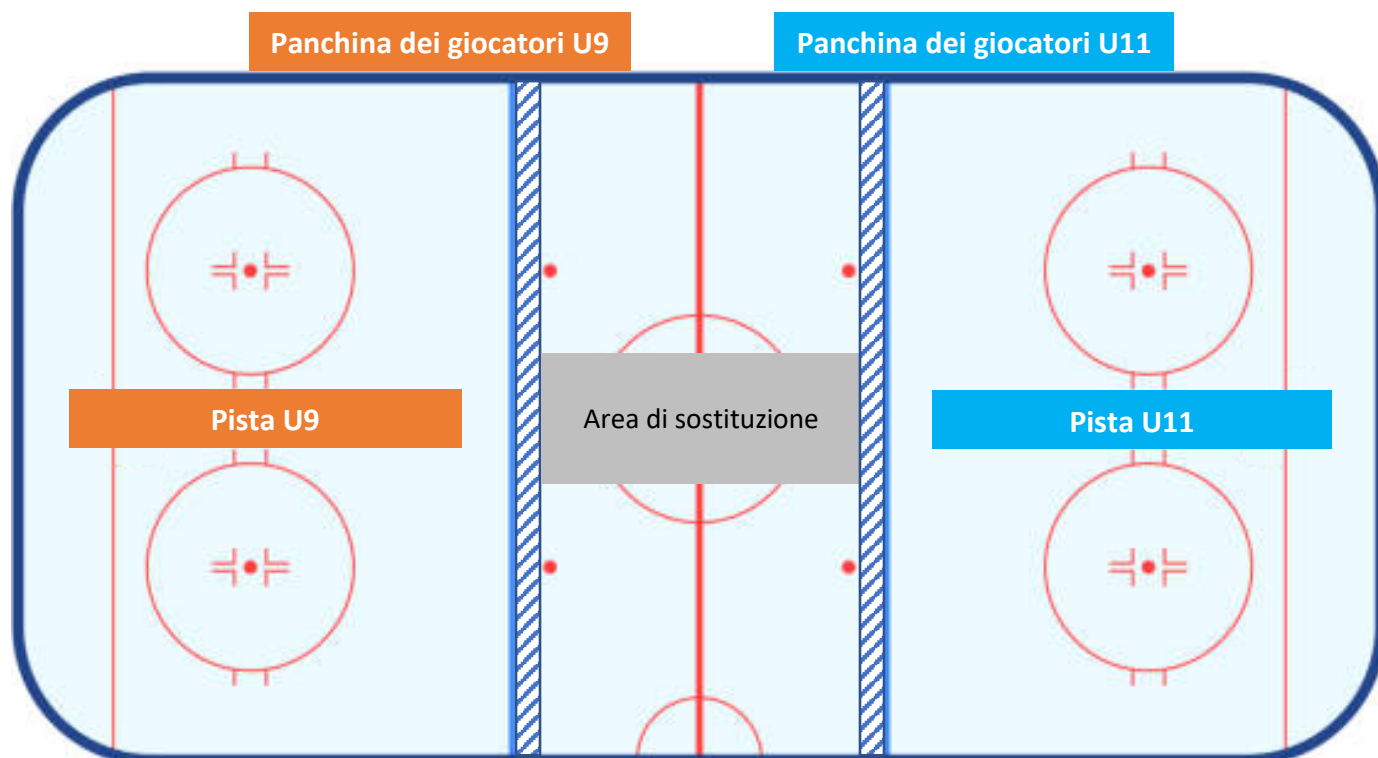 Panchina dei giocatori U9
Panchina dei giocatori U11
Pista U9
Area di sostituzione
Pista U11